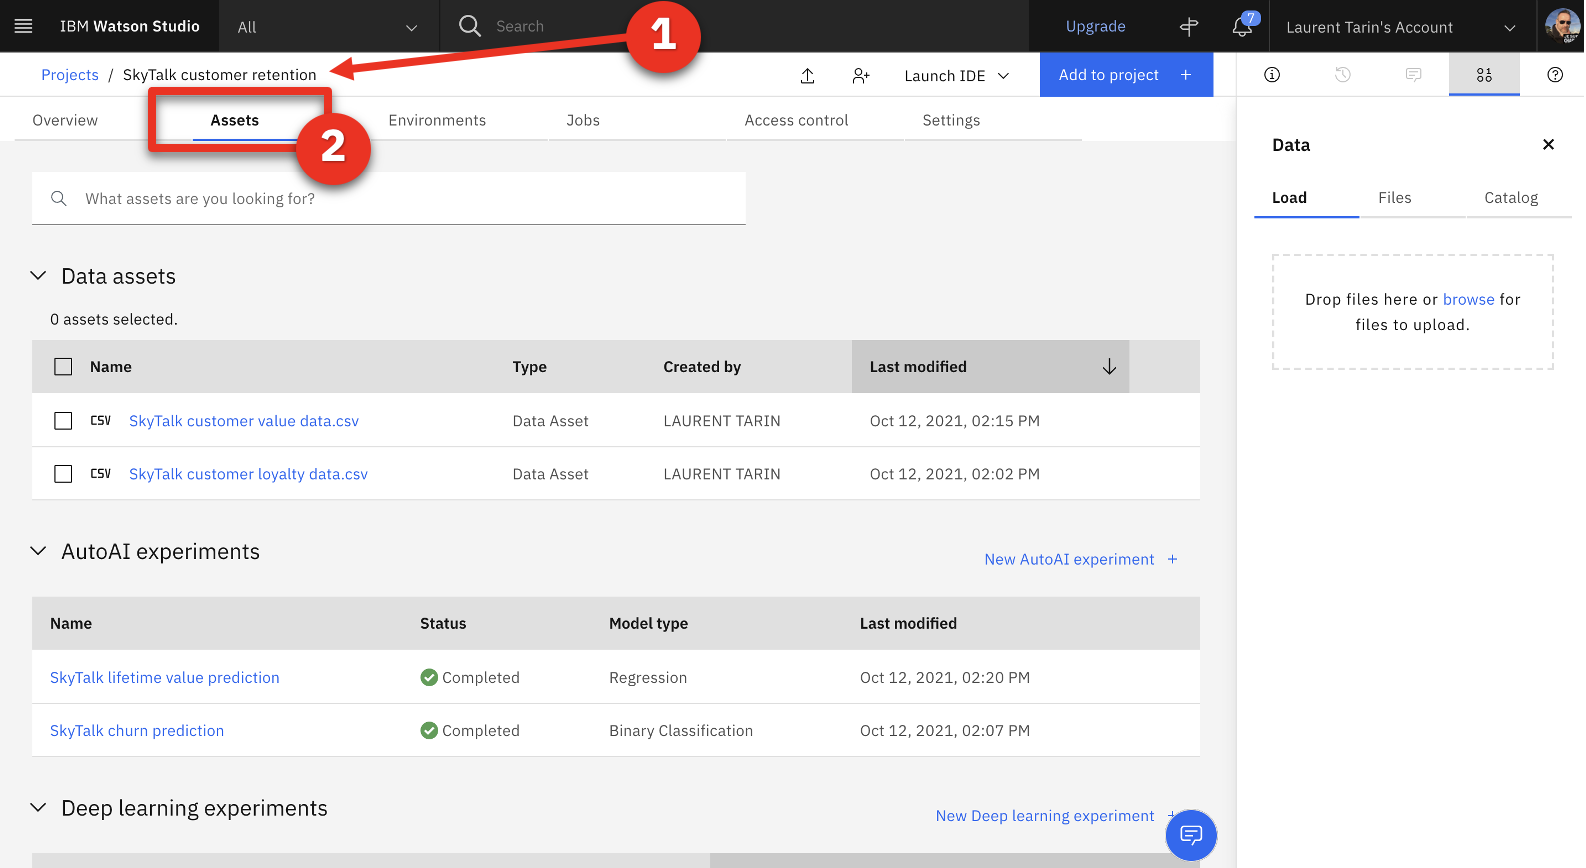 IBM Watson Studio
All
Search
1
Upgrade
7
Laurent Tarin's Account
Projects / SkyTalk customer retention
Launch IDE
Add to project +
Overview
Assets
2
Environments
Jobs
Access control
Settings
What assets are you looking for?
Data assets
0 assets selected.
Name Type Created by Last modified
CSV SkyTalk customer value data.csv Data Asset LAURENT TARIN Oct 12, 2021, 02:15 PM
CSV SkyTalk customer loyalty data.csv Data Asset LAURENT TARIN Oct 12, 2021, 02:02 PM
AutoAI experiments
New AutoAI experiment +
Name Status Model type Last modified
SkyTalk lifetime value prediction Completed Regression Oct 12, 2021, 02:20 PM
SkyTalk churn prediction Completed Binary Classification Oct 12, 2021, 02:07 PM
Deep learning experiments
New Deep learning experiment +
Data
Load Files Catalog
Drop files here or browse for
files to upload.